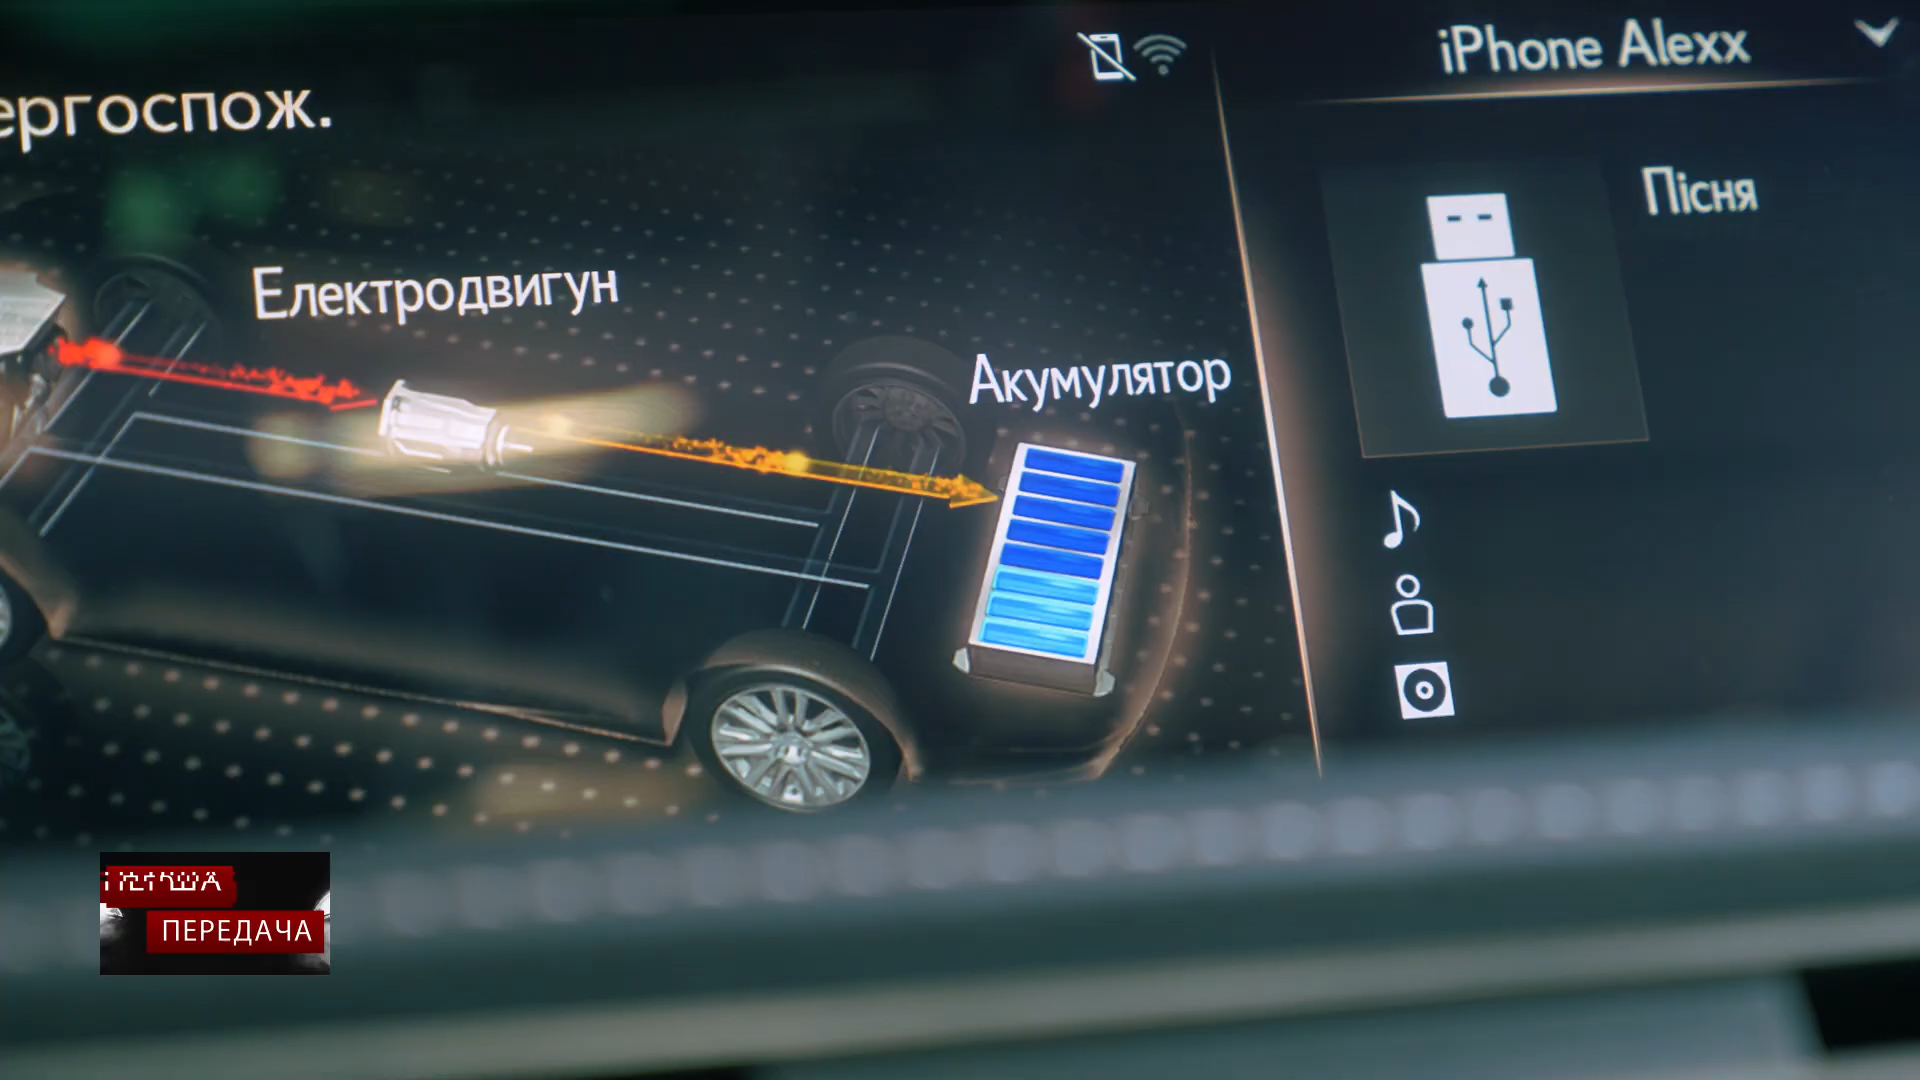 ергоспож.
Електродвигун
Акумулятор
iPhone Alexx
Пісня
ПЕРЕДАЧА